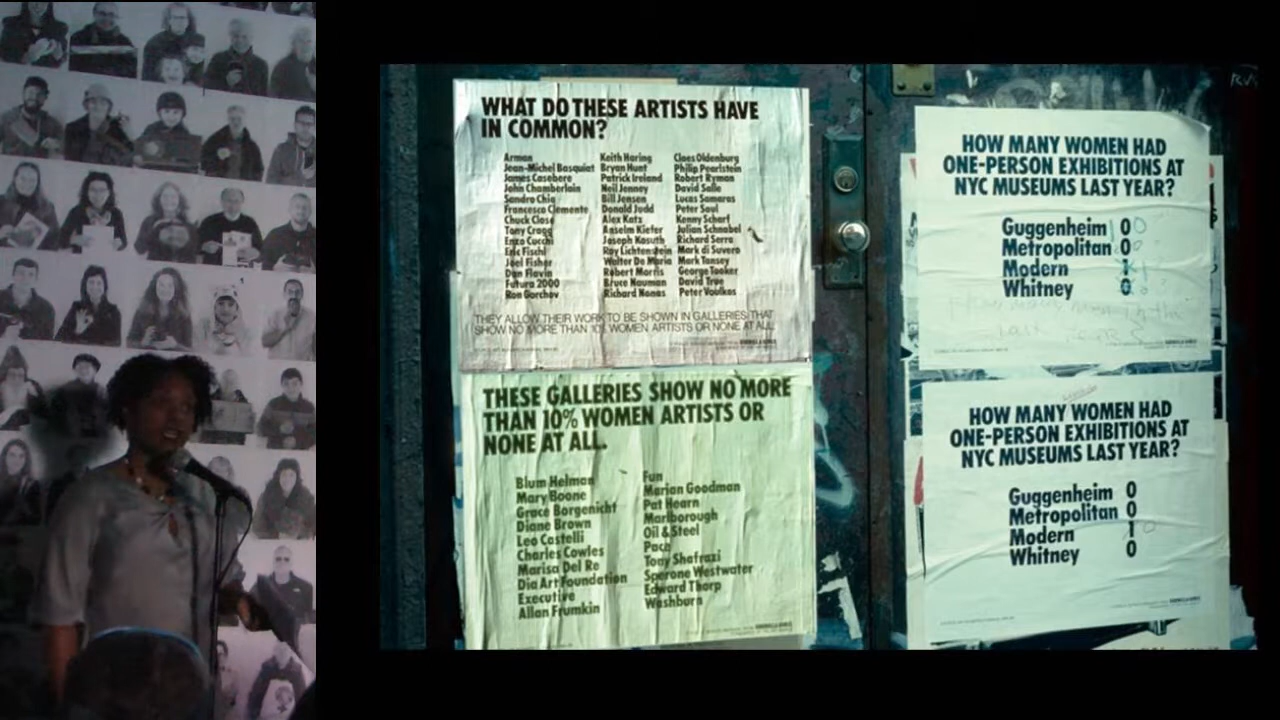 WHAT DO THESE ARTISTS HAVE
IN COMMON?
Arman
Jean-Michel Basquiat
James Casebere
John Chamberlain
Sandro Chia
Francesco Clemente
Chuck Close
Tony Cragg
Enzo Cucchi
Eric Fischl
Joel Fisher
Dan Flavin
Futura 2000
Ron Gorchov
Keith Haring
Bryan Hunt
Patrick Ireland
Neil Jenney
Bill Jensen
Donald Judd
Alex Katz
Anselm Kiefer
Joseph Kosuth
Roy Lichtenstein
Walter De Maria
Robert Morris
Bruce Nauman
Richard Nonas
Claes Oldenburg
Philip Pearlstein
Robert Ryman
David Salle
Lucas Samaras
Peter Saul
Kenny Scharf
Julian Schnabel
Richard Serra
Mark di Suvero
Mark Tansey
George Tooker
David True
Peter Voulkos
THEY ALLOW THEIR WORK TO BE SHOWN IN GALLERIES THAT
SHOW NO MORE THAN 10% WOMEN ARTISTS OR NONE AT ALL
THESE GALLERIES SHOW NO MORE
THAN 10% WOMEN ARTISTS OR
NONE AT ALL.
Blum Helman
Mary Boone
Grace Borgenicht
Diane Brown
Leo Castelli
Charles Cowles
Marisa Del Re
Dia Art Foundation
Executive
Allan Frumkin
Fun
Marian Goodman
Pat Hearn
Marlborough
Oil & Steel
Pace
Tony Shafrazi
Sperone Westwater
Edward Thorp
Washburn
HOW MANY WOMEN HAD
ONE-PERSON EXHIBITIONS AT
NYC MUSEUMS LAST YEAR?
Guggenheim 0
Metropolitan 0
Modern
Whitney 0
HOW MANY WOMEN HAD
ONE-PERSON EXHIBITIONS AT
NYC MUSEUMS LAST YEAR?
Guggenheim 0
Metropolitan 0
Modern 1
Whitney 0